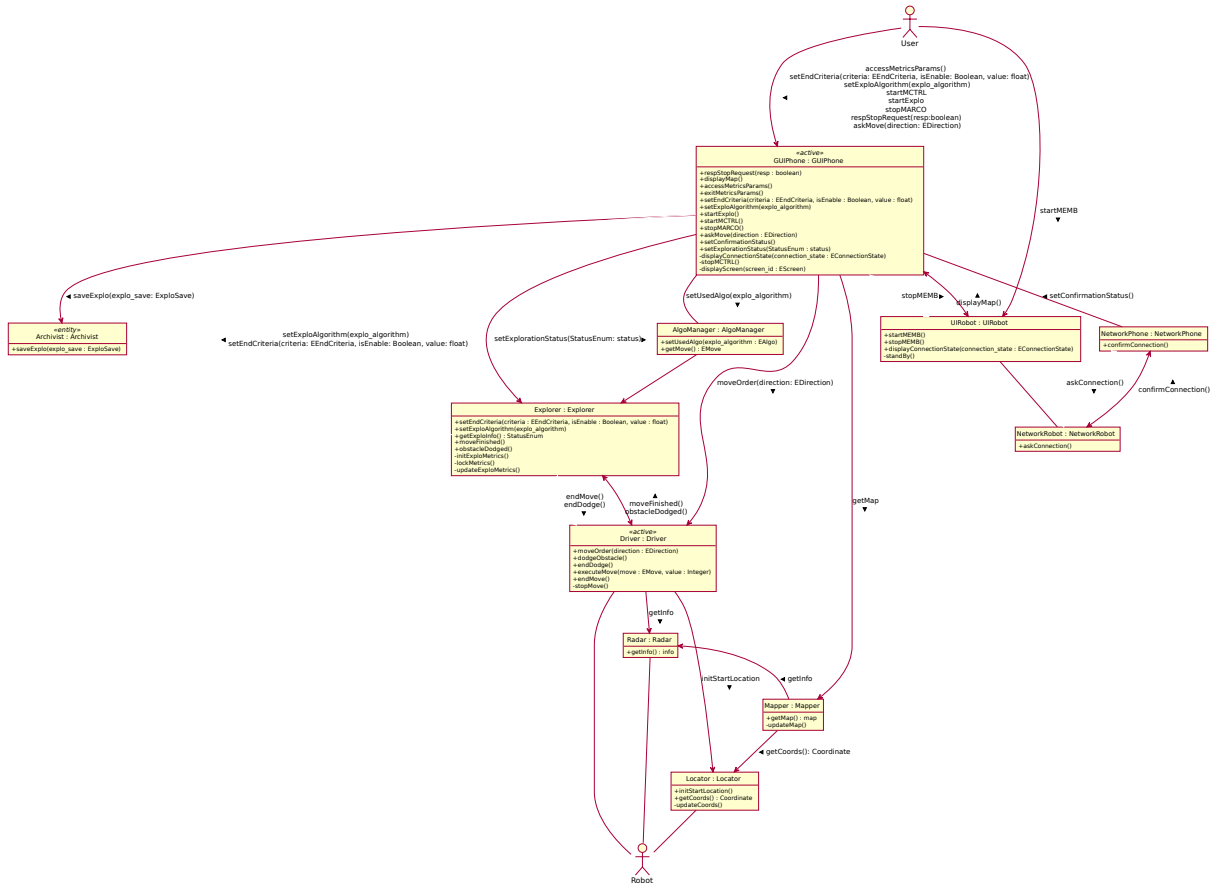 User
accessMetricsParams()
setEndCriteria(criteria: EEndCriteria, isEnable: Boolean, value: float)
setExploAlgorithm(explo_algorithm)
startMCTRL
startExplo
stopMARCO
respStopRequest(resp:boolean)
askMove(direction: EDirection)
«active»
GUIPhone : GUIPhone
+respStopRequest(resp : boolean)
+displayMap()
+accessMetricsParams()
+exitMetricsParams()
+setEndCriteria(criteria : EEndCriteria, isEnable : Boolean, value : float)
+setExploAlgorithm(explo_algorithm)
+startExplo()
+startMCTRL()
+stopMARCO()
+askMove(direction : EDirection)
+setConfirmationStatus()
+setExplorationStatus(StatusEnum : status)
-displayConnectionState(connection_state : EConnectionState)
-stopMCTRL()
-displayScreen(screen_id : EScreen)
startMEMB
saveExplo(explo_save: ExploSave)
setUsedAlgo(explo_algorithm)
stopMEMB
displayMap()
setConfirmationStatus()
«entity»
Archivist : Archivist
+saveExplo(explo_save : ExploSave)
setExploAlgorithm(explo_algorithm)
setEndCriteria(criteria: EEndCriteria, isEnable: Boolean, value: float)
setExplorationStatus(StatusEnum: status)
AlgoManager : AlgoManager
+setUsedAlgo(explo_algorithm : EAlgo)
+getMove() : EMove
UIRobot : UIRobot
+startMEMB()
+stopMEMB()
+displayConnectionState(connection_state : EConnectionState)
-standBy()
NetworkPhone : NetworkPhone
+confirmConnection()
moveOrder(direction: EDirection)
askConnection()
confirmConnection()
Explorer : Explorer
+setEndCriteria(criteria : EEndCriteria, isEnable : Boolean, value : float)
+setExploAlgorithm(explo_algorithm)
+getExploInfo() : StatusEnum
+moveFinished()
+obstacleDodged()
-initExploMetrics()
-lockMetrics()
-updateExploMetrics()
NetworkRobot : NetworkRobot
+askConnection()
endMove()
endDodge()
moveFinished()
obstacleDodged()
getMap
«active»
Driver : Driver
+moveOrder(direction : EDirection)
+dodgeObstacle()
+endDodge()
+executeMove(move : EMove, value : Integer)
+endMove()
-stopMove()
getInfo
Radar : Radar
+getInfo() : info
initStartLocation
getInfo
Mapper : Mapper
+getMap() : map
-updateMap()
getCoords(): Coordinate
Locator : Locator
+initStartLocation()
+getCoords() : Coordinate
-updateCoords()
Robot